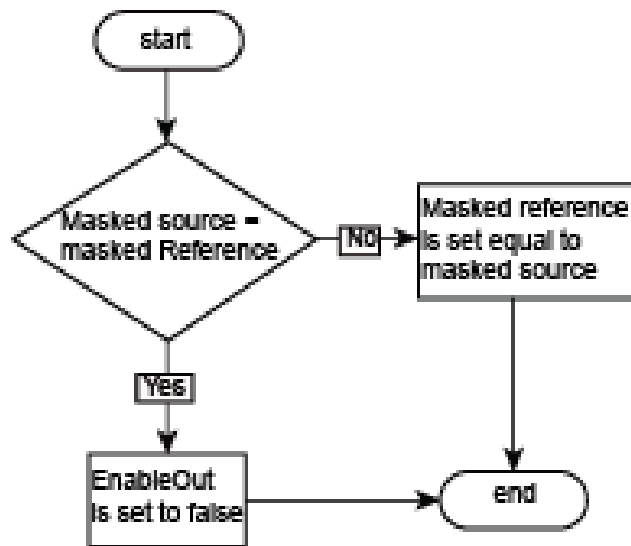 start
Masked source =
masked Reference
No
Masked reference
is set equal to
masked source
Yes
EnableOut
is set to false
end